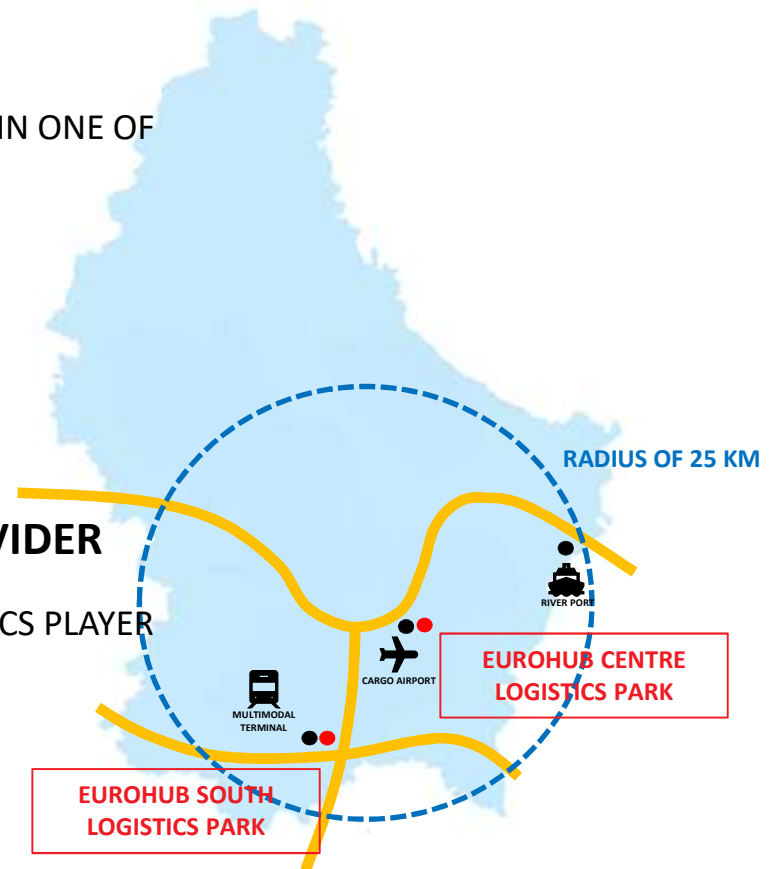 IN ONE OF
RADIUS OF 25 KM
VIDER
RIVER PORT
CS PLAYER
EUROHUB CENTRE
LOGISTICS PARK
CARGO AIRPORT
MULTIMODAL
TERMINAL
EUROHUB SOUTH
LOGISTICS PARK